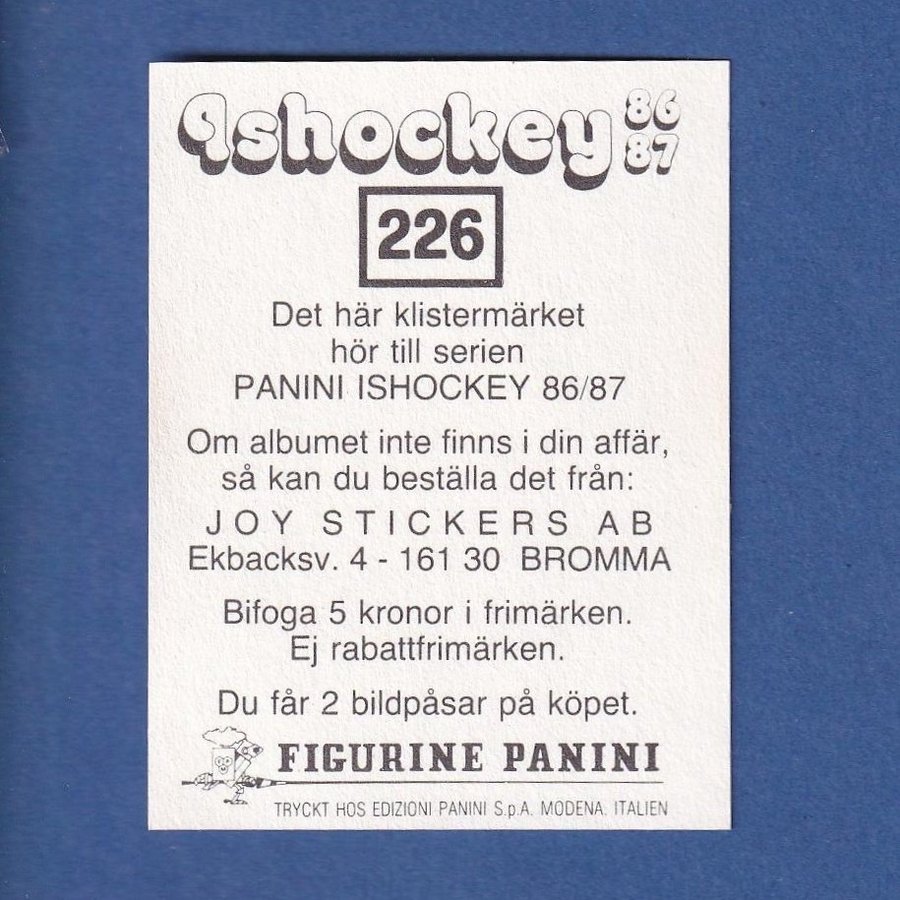 Ishockey 86
87
226
Det här klistermärket
hör till serien
PANINI ISHOCKEY 86/87
Om albumet inte finns i din affär,
så kan du beställa det från:
JOY STICKERS AB
Ekbacksv. 4 - 161 30 BROMMA
Bifoga 5 kronor i frimärken.
Ej rabattfrimärken.
Du får 2 bildpåsar på köpet.
FIGURINE PANINI
TRYCKT HOS EDIZIONI PANINI S.p.A. MODENA. ITALIEN